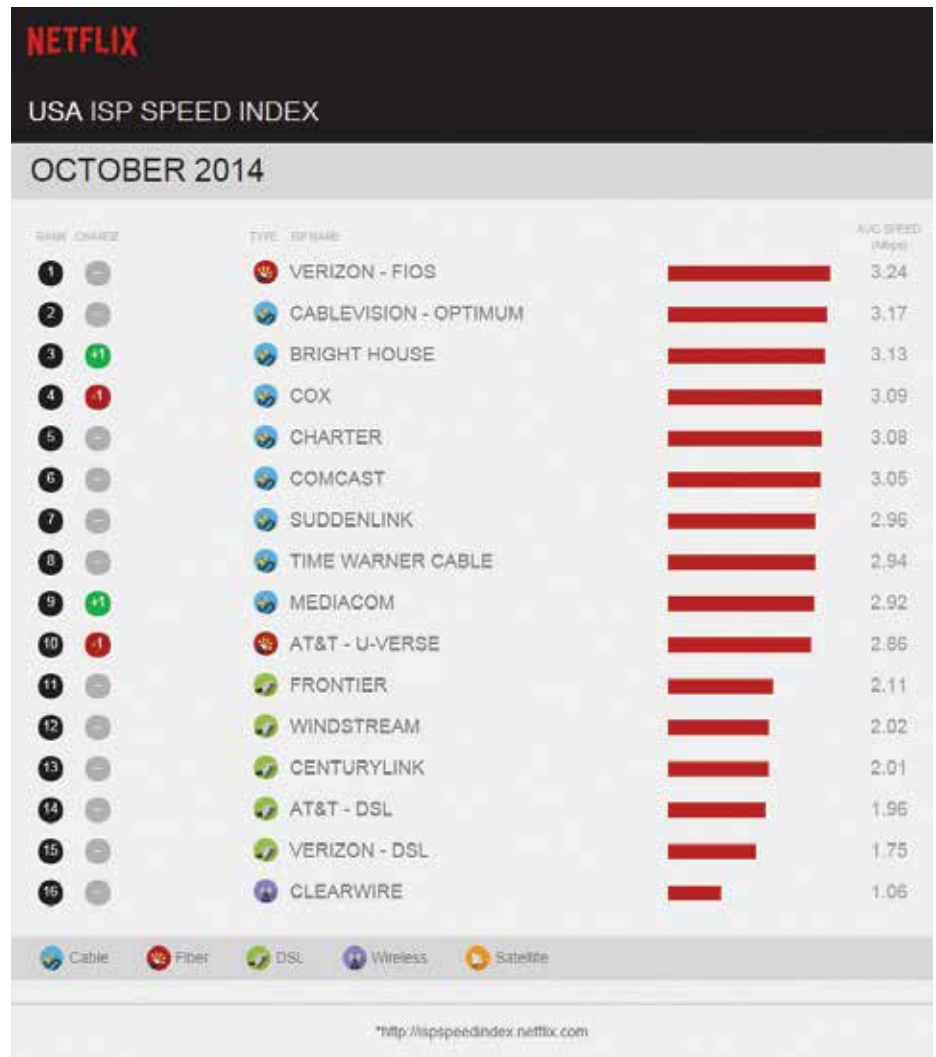 NETFLIX
USA ISP SPEED INDEX
OCTOBER 2014
RANK CHANGE TYPE ISP NAME AVG SPEED
(Mbps)
1 – VERIZON - FIOS 3.24
2 – CABLEVISION - OPTIMUM 3.17
3 +1 BRIGHT HOUSE 3.13
4 -1 COX 3.09
5 – CHARTER 3.08
6 – COMCAST 3.05
7 – SUDDENLINK 2.96
8 – TIME WARNER CABLE 2.94
9 +1 MEDIACOM 2.92
10 -1 AT&T - U-VERSE 2.86
11 – FRONTIER 2.11
12 – WINDSTREAM 2.02
13 – CENTURYLINK 2.01
14 – AT&T - DSL 1.96
15 – VERIZON - DSL 1.75
16 – CLEARWIRE 1.06
Cable Fiber DSL Wireless Satellite
*http://ispspeedindex.netflix.com